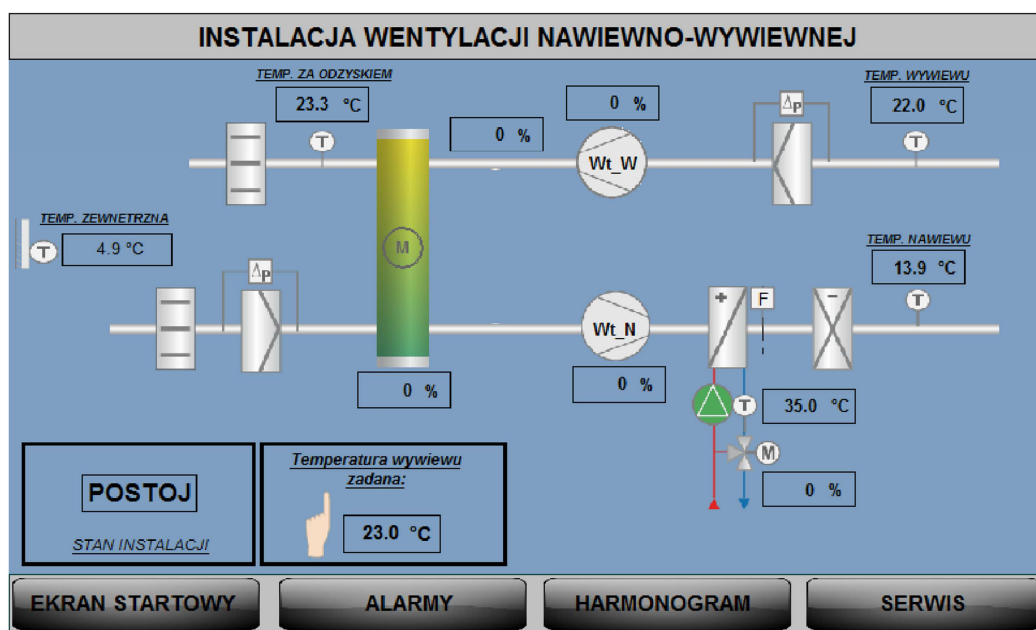 INSTALACJA WENTYLACJI NAWIEWNO-WYWIEWNEJ
TEMP. ZA ODZYSKIEM
23.3 °C
T
0 %
0 %
Wt_W
Δp
TEMP. WYWIEWU
22.0 °C
T
TEMP. ZEWNETRZNA
T
4.9 °C
M
Δp
TEMP. NAWIEWU
13.9 °C
T
Wt_N
+
F
-
0 %
0 %
T
35.0 °C
M
0 %
POSTOJ
STAN INSTALACJI
Temperatura wywiewu
zadana:
23.0 °C
EKRAN STARTOWY
ALARMY
HARMONOGRAM
SERWIS